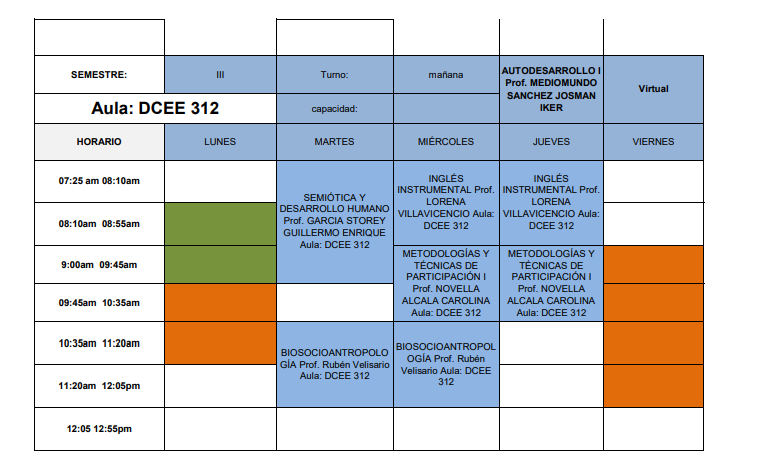 SEMESTRE: III Turno: mañana AUTODESARROLLO I Prof. MEDIOMUNDO SANCHEZ JOSMAN IKER Virtual
Aula: DCEE 312 capacidad:
HORARIO LUNES MARTES MIÉRCOLES JUEVES VIERNES
07:25 am 08:10am
SEMIÓTICA Y
DESARROLLO HUMANO
Prof. GARCIA STOREY
GUILLERMO ENRIQUE
Aula: DCEE 312
INGLÉS
INSTRUMENTAL Prof.
LORENA
VILLAVICENCIO Aula:
DCEE 312
INGLÉS
INSTRUMENTAL Prof.
LORENA
VILLAVICENCIO Aula:
DCEE 312
08:10am 08:55am
9:00am 09:45am
METODOLOGÍAS Y
TÉCNICAS DE
PARTICIPACIÓN I
Prof. NOVELLA
ALCALA CAROLINA
Aula: DCEE 312
METODOLOGÍAS Y
TÉCNICAS DE
PARTICIPACIÓN I
Prof. NOVELLA
ALCALA CAROLINA
Aula: DCEE 312
09:45am 10:35am
10:35am 11:20am
BIOSOCIOANTROPOLO
GÍA Prof. Rubén Velisario
Aula: DCEE 312
BIOSOCIOANTROPOL
OGÍA Prof. Rubén
Velisario Aula: DCEE
312
11:20am 12:05pm
12:05 12:55pm